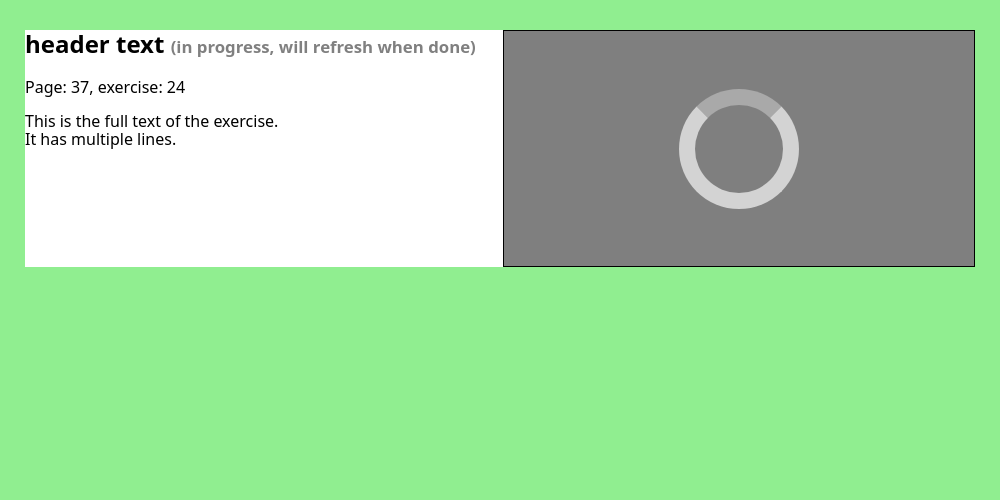 header text (in progress, will refresh when done)
Page: 37, exercise: 24
This is the full text of the exercise.
It has multiple lines.